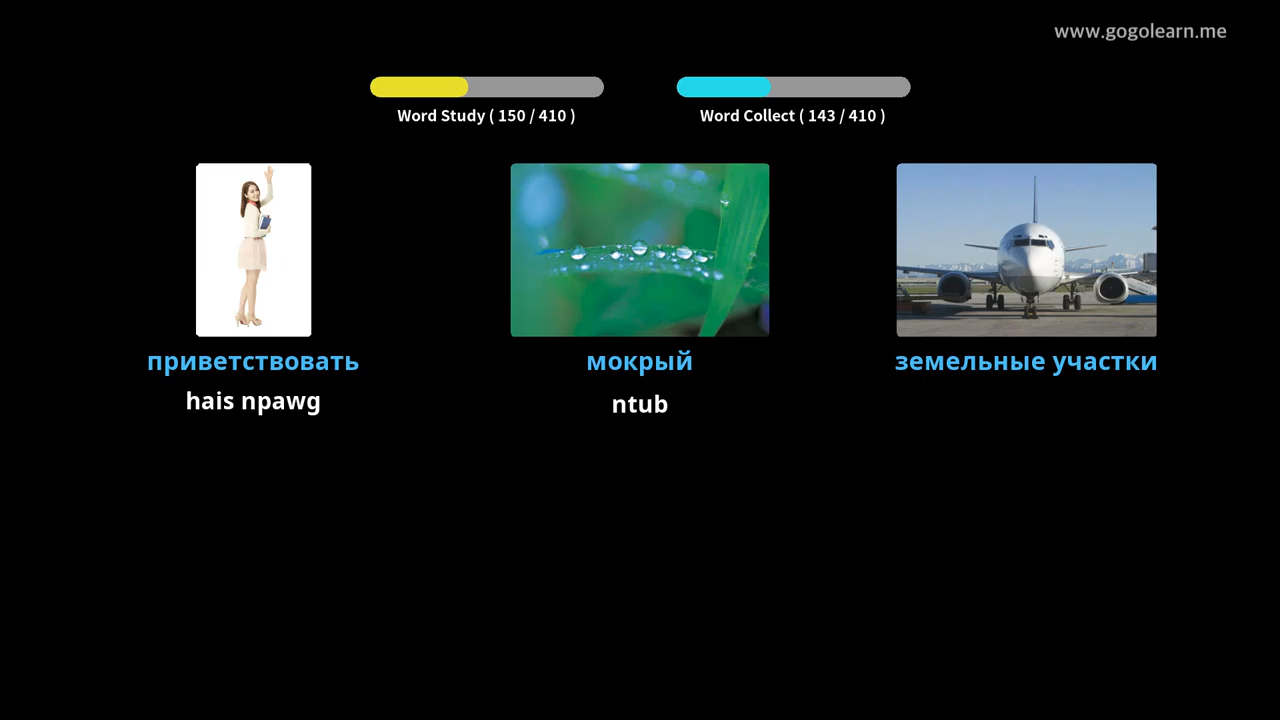 www.gogolearn.me
Word Study ( 150 / 410 )
Word Collect ( 143 / 410 )
приветствовать
hais npawg
мокрый
ntub
земельные участки